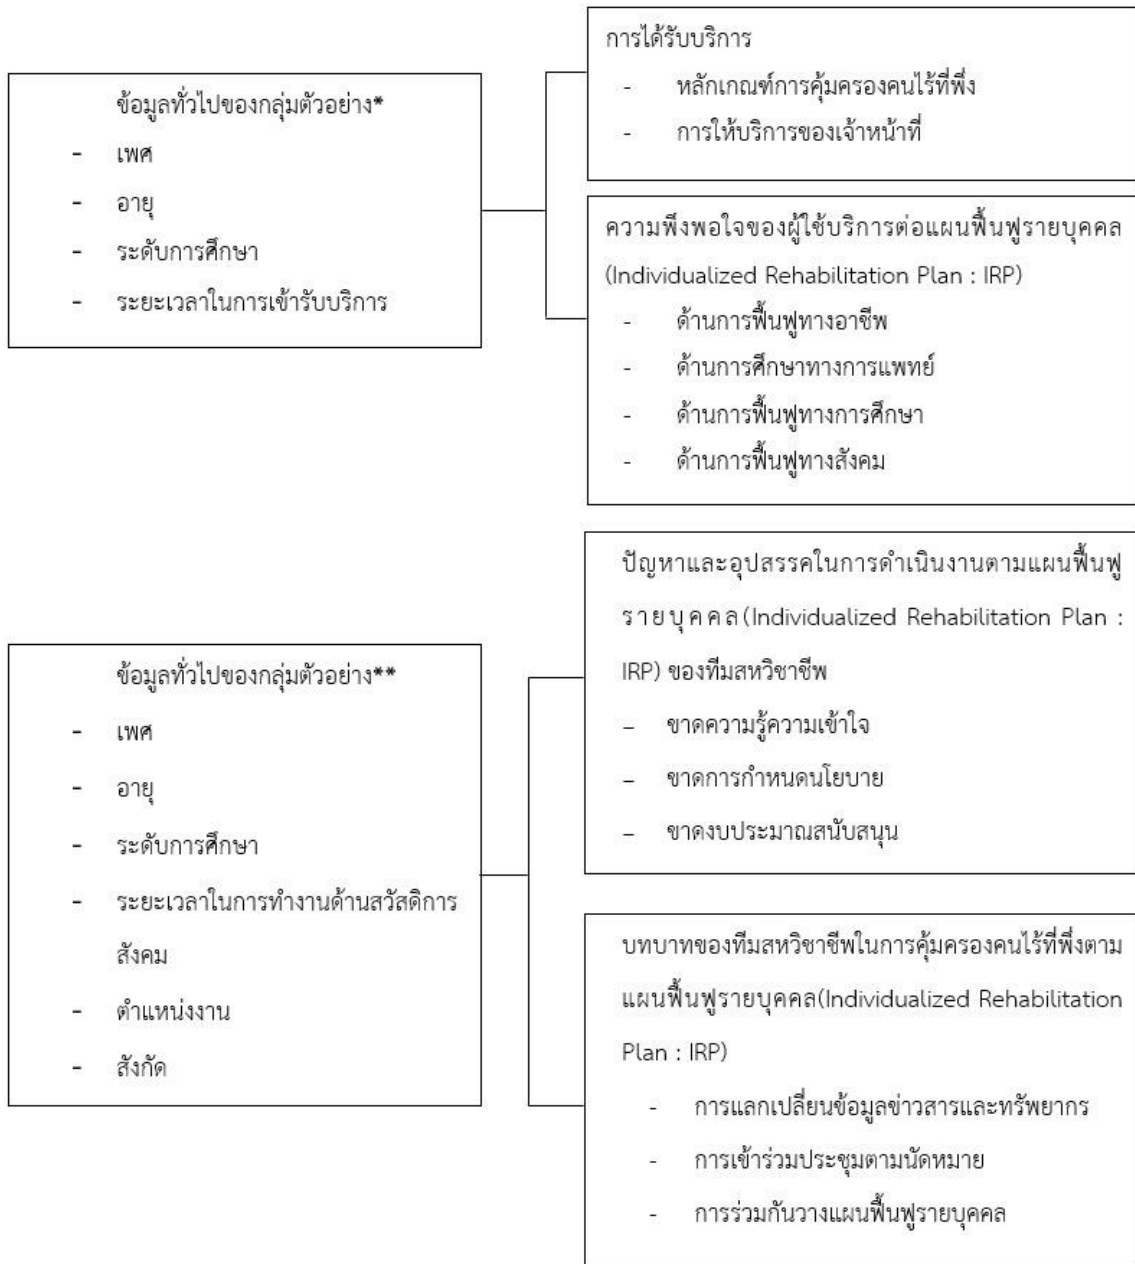 ข้อมูลทั่วไปของกลุ่มตัวอย่าง*
- เพศ
- อายุ
- ระดับการศึกษา
- ระยะเวลาในการเข้ารับบริการ
การได้รับบริการ
- หลักเกณฑ์การคุ้มครองคนไร้ที่พึ่ง
- การให้บริการของเจ้าหน้าที่
ความพึงพอใจของผู้ใช้บริการต่อแผนฟื้นฟูรายบุคคล
(Individualized Rehabilitation Plan : IRP)
- ด้านการฟื้นฟูทางอาชีพ
- ด้านการศึกษาทางการแพทย์
- ด้านการฟื้นฟูทางการศึกษา
- ด้านการฟื้นฟูทางสังคม
ข้อมูลทั่วไปของกลุ่มตัวอย่าง**
- เพศ
- อายุ
- ระดับการศึกษา
- ระยะเวลาในการทำงานด้านสวัสดิการ
สังคม
- ตำแหน่งงาน
- สังกัด
ปัญหาและอุปสรรคในการดำเนินงานตามแผนฟื้นฟู
รายบุคคล(Individualized Rehabilitation Plan :
IRP) ของทีมสหวิชาชีพ
– ขาดความรู้ความเข้าใจ
– ขาดการกำหนดนโยบาย
– ขาดงบประมาณสนับสนุน
บทบาทของทีมสหวิชาชีพในการคุ้มครองคนไร้ที่พึ่งตาม
แผนฟื้นฟูรายบุคคล(Individualized Rehabilitation
Plan : IRP)
- การแลกเปลี่ยนข้อมูลข่าวสารและทรัพยากร
- การเข้าร่วมประชุมตามนัดหมาย
- การร่วมกันวางแผนฟื้นฟูรายบุคคล